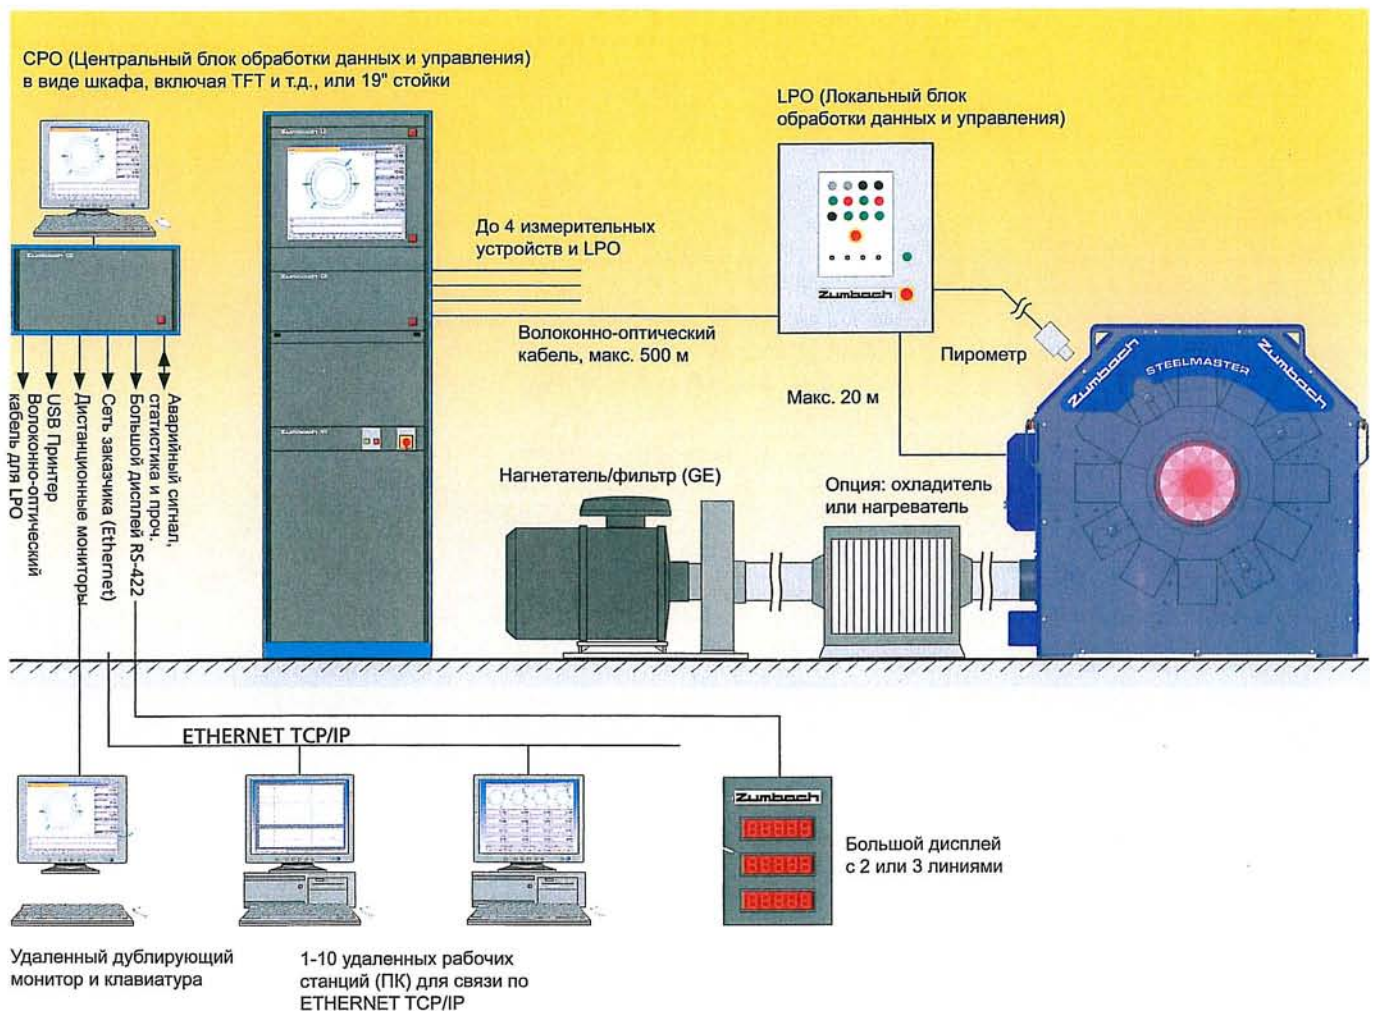 CPO (Центральный блок обработки данных и управления)
в виде шкафа, включая TFT и т.д., или 19" стойки
LPO (Локальный блок
обработки данных и управления)
До 4 измерительных
устройств и LPO
Волоконно-оптический
кабель, макс. 500 м
Zumbach
Пирометр
Макс. 20 м
Zumbach
STEELMASTER
Zumbach
Волоконно-оптический
кабель для LPO
USB Принтер
Дистанционные мониторы
Сеть заказчика (Ethernet)
Большой дисплей RS-422
Аварийный сигнал,
статистика и проч.
Нагнетатель/фильтр (GE)
Опция: охладитель
или нагреватель
ETHERNET TCP/IP
Zumbach
Большой дисплей
с 2 или 3 линиями
Удаленный дублирующий
монитор и клавиатура
1-10 удаленных рабочих
станций (ПК) для связи по
ETHERNET TCP/IP